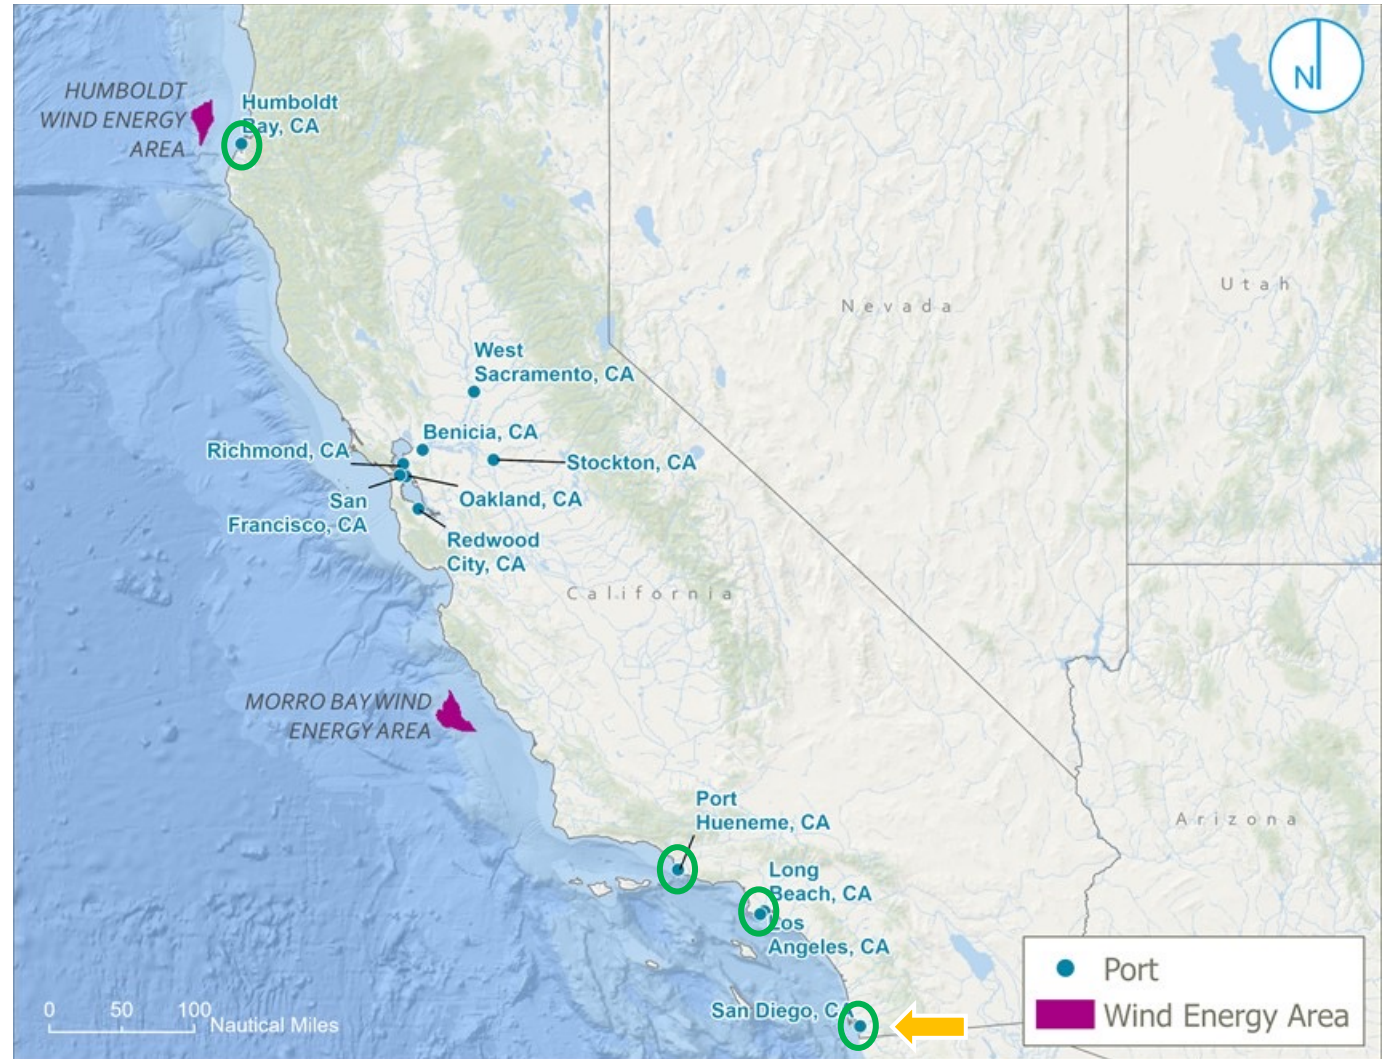 N
HUMBOLDT
WIND ENERGY
AREA
Humboldt
Bay, CA
Nevada
Utah
West
Sacramento, CA
Benicia, CA
Richmond, CA
Stockton, CA
San
Francisco, CA
Oakland, CA
Redwood
City, CA
California
MORRO BAY WIND
ENERGY AREA
Port
Hueneme, CA
Arizona
Long
Beach, CA
Los
Angeles, CA
San Diego, CA
0 50 100
Nautical Miles
Port
Wind Energy Area